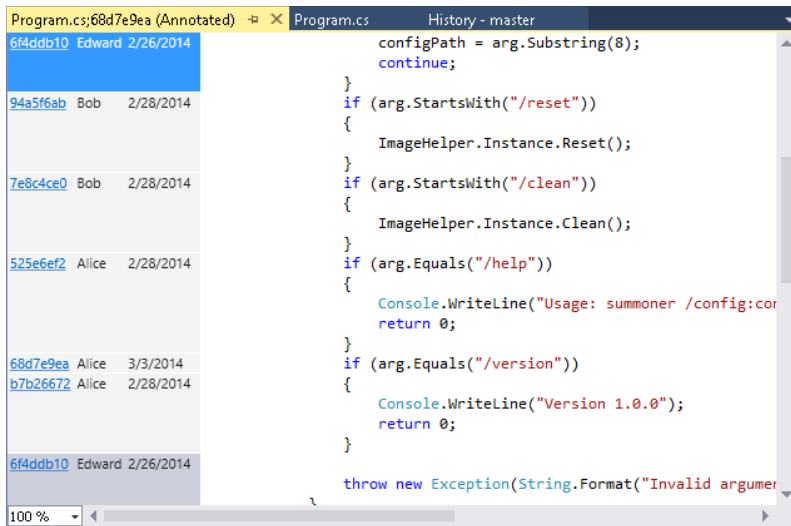 Program.cs;68d7e9ea (Annotated) Program.cs History - master
6f4ddb10 Edward 2/26/2014 configPath = arg.Substring(8);
continue;
}
94a5f6ab Bob 2/28/2014 if (arg.StartsWith("/reset"))
{
ImageHelper.Instance.Reset();
}
7e8c4ce0 Bob 2/28/2014 if (arg.StartsWith("/clean"))
{
ImageHelper.Instance.Clean();
}
525e6ef2 Alice 2/28/2014 if (arg.Equals("/help"))
{
Console.WriteLine("Usage: summoner /config:con
return 0;
}
68d7e9ea Alice 3/3/2014 if (arg.Equals("/version"))
b7b26672 Alice 2/28/2014 {
Console.WriteLine("Version 1.0.0");
return 0;
}
6f4ddb10 Edward 2/26/2014
throw new Exception(String.Format("Invalid argumen
}
100 %